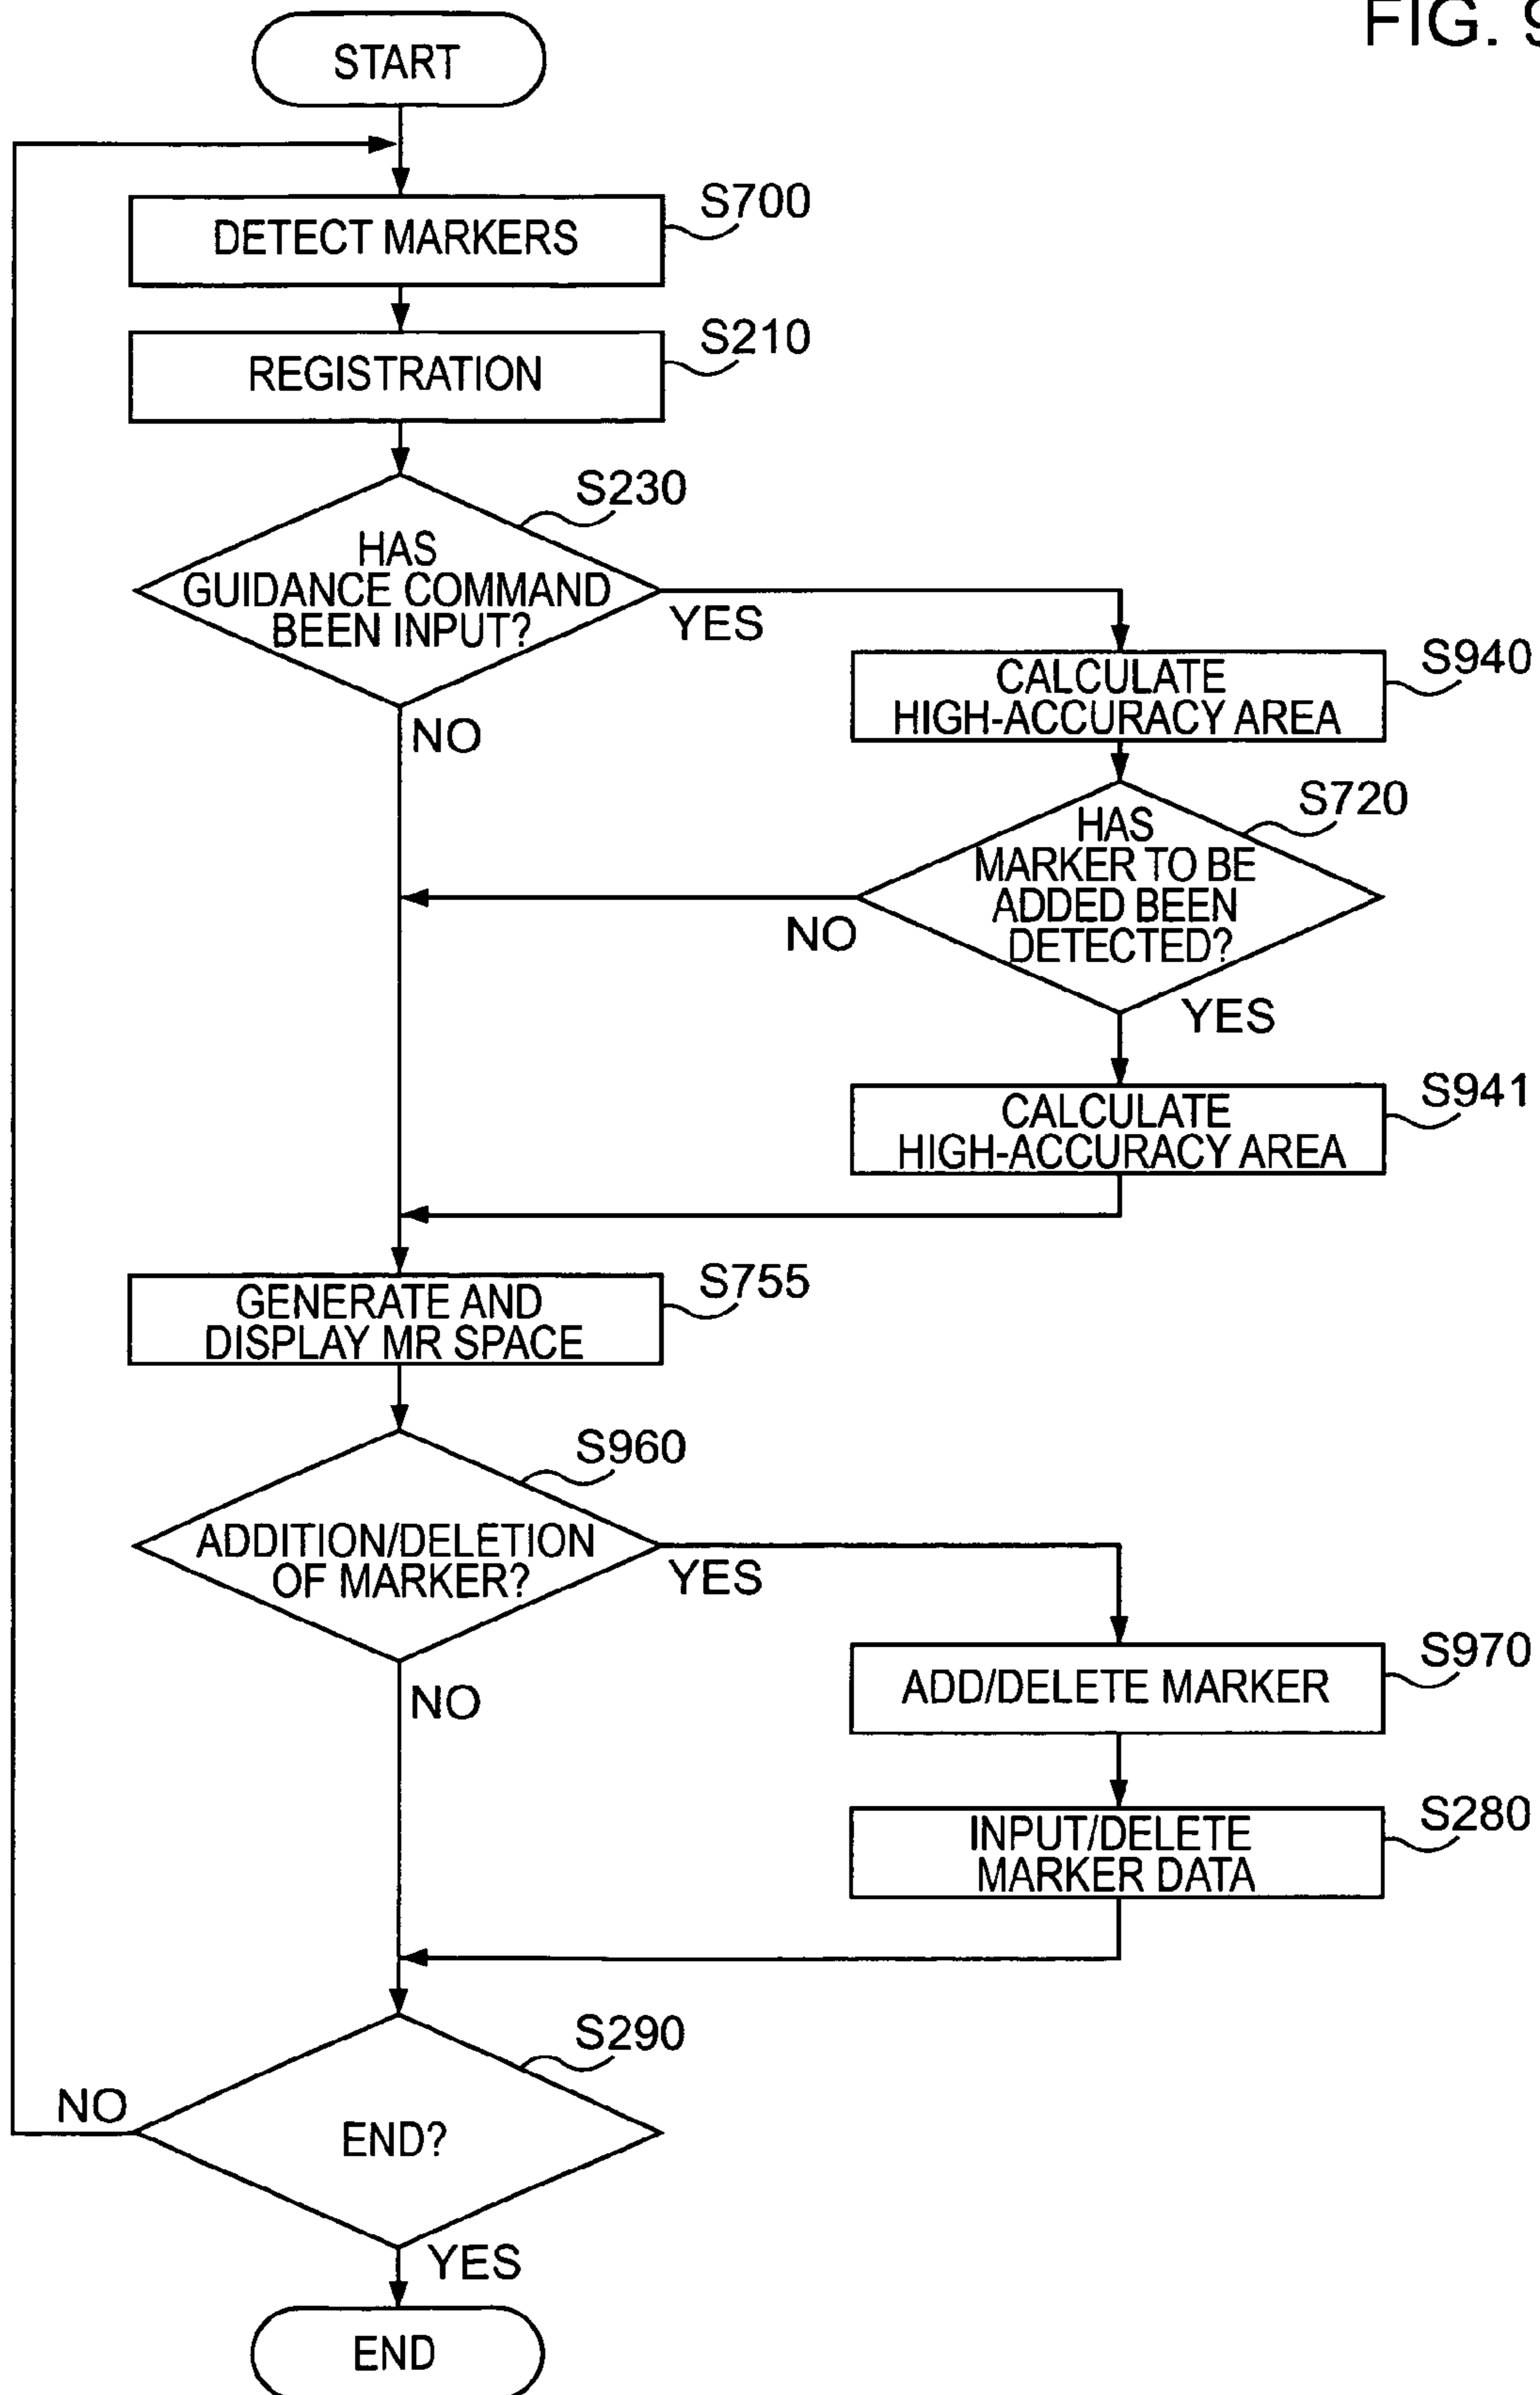 FIG. 9
START
DETECT MARKERS
S700
REGISTRATION
S210
S230
HAS
GUIDANCE COMMAND
BEEN INPUT?
YES
NO
CALCULATE
HIGH-ACCURACY AREA
S940
S720
HAS
MARKER TO BE
ADDED BEEN
DETECTED?
NO
YES
CALCULATE
HIGH-ACCURACY AREA
S941
GENERATE AND
DISPLAY MR SPACE
S755
S960
ADDITION/DELETION
OF MARKER?
YES
NO
ADD/DELETE MARKER
S970
INPUT/DELETE
MARKER DATA
S280
S290
END?
NO
YES
END